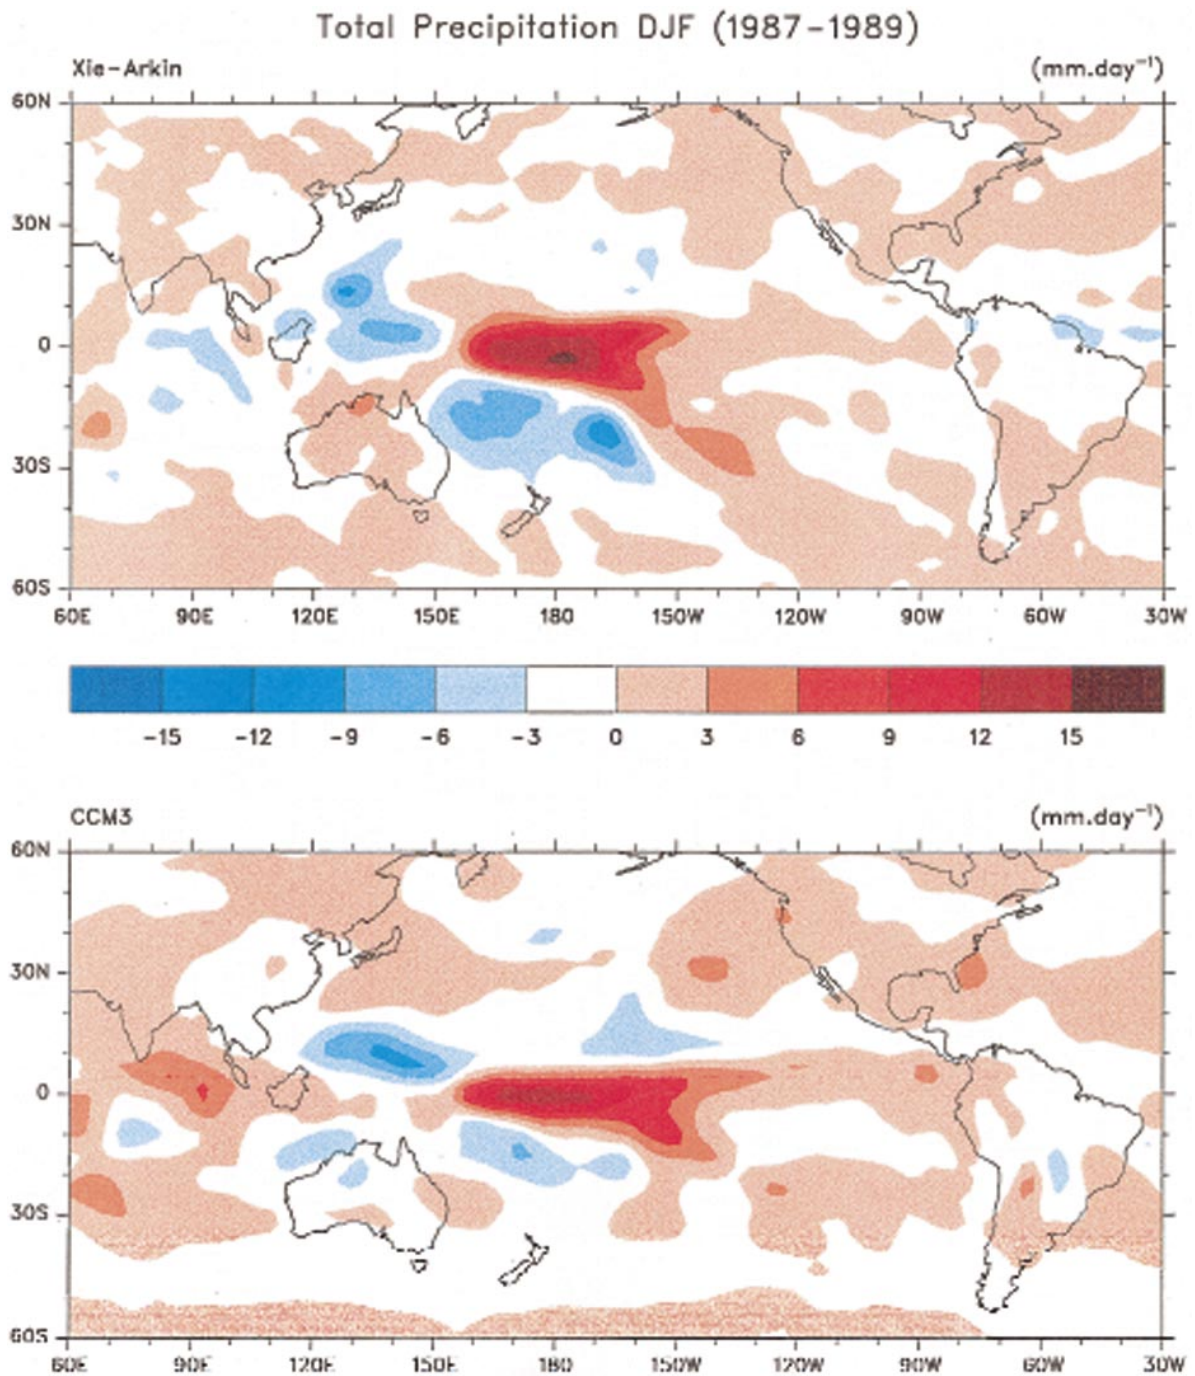 Total Precipitation DJF (1987-1989)
Xie-Arkin (mm.day⁻¹)
60N
30N
0
30S
60S
60E 90E 120E 150E 180 150W 120W 90W 60W 30W
-15 -12 -9 -6 -3 0 3 6 9 12 15
CCM3 (mm.day⁻¹)
60N
30N
0
30S
60S
60E 90E 120E 150E 180 150W 120W 90W 60W 30W